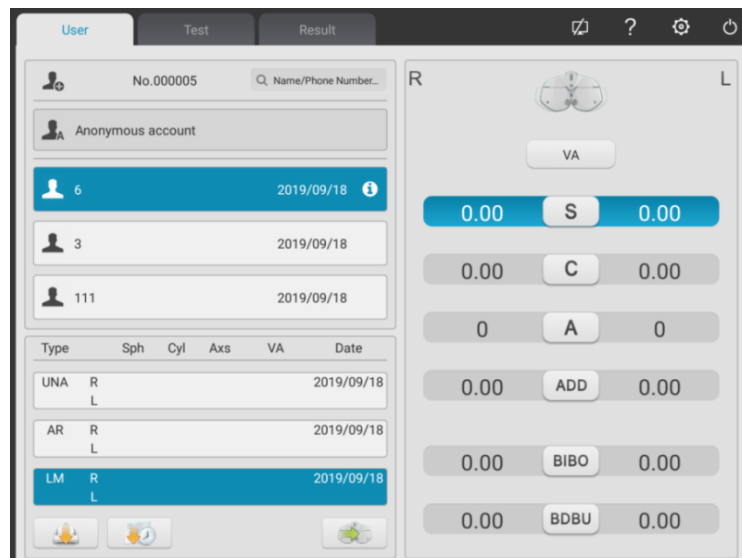 User Test Result ?
No.000005 Name/Phone Number...
Anonymous account
6 2019/09/18
3 2019/09/18
111 2019/09/18
Type Sph Cyl Axs VA Date
UNA R 2019/09/18
L
AR R 2019/09/18
L
LM R 2019/09/18
L
R L
VA
0.00 S 0.00
0.00 C 0.00
0 A 0
0.00 ADD 0.00
0.00 BIBO 0.00
0.00 BDBU 0.00